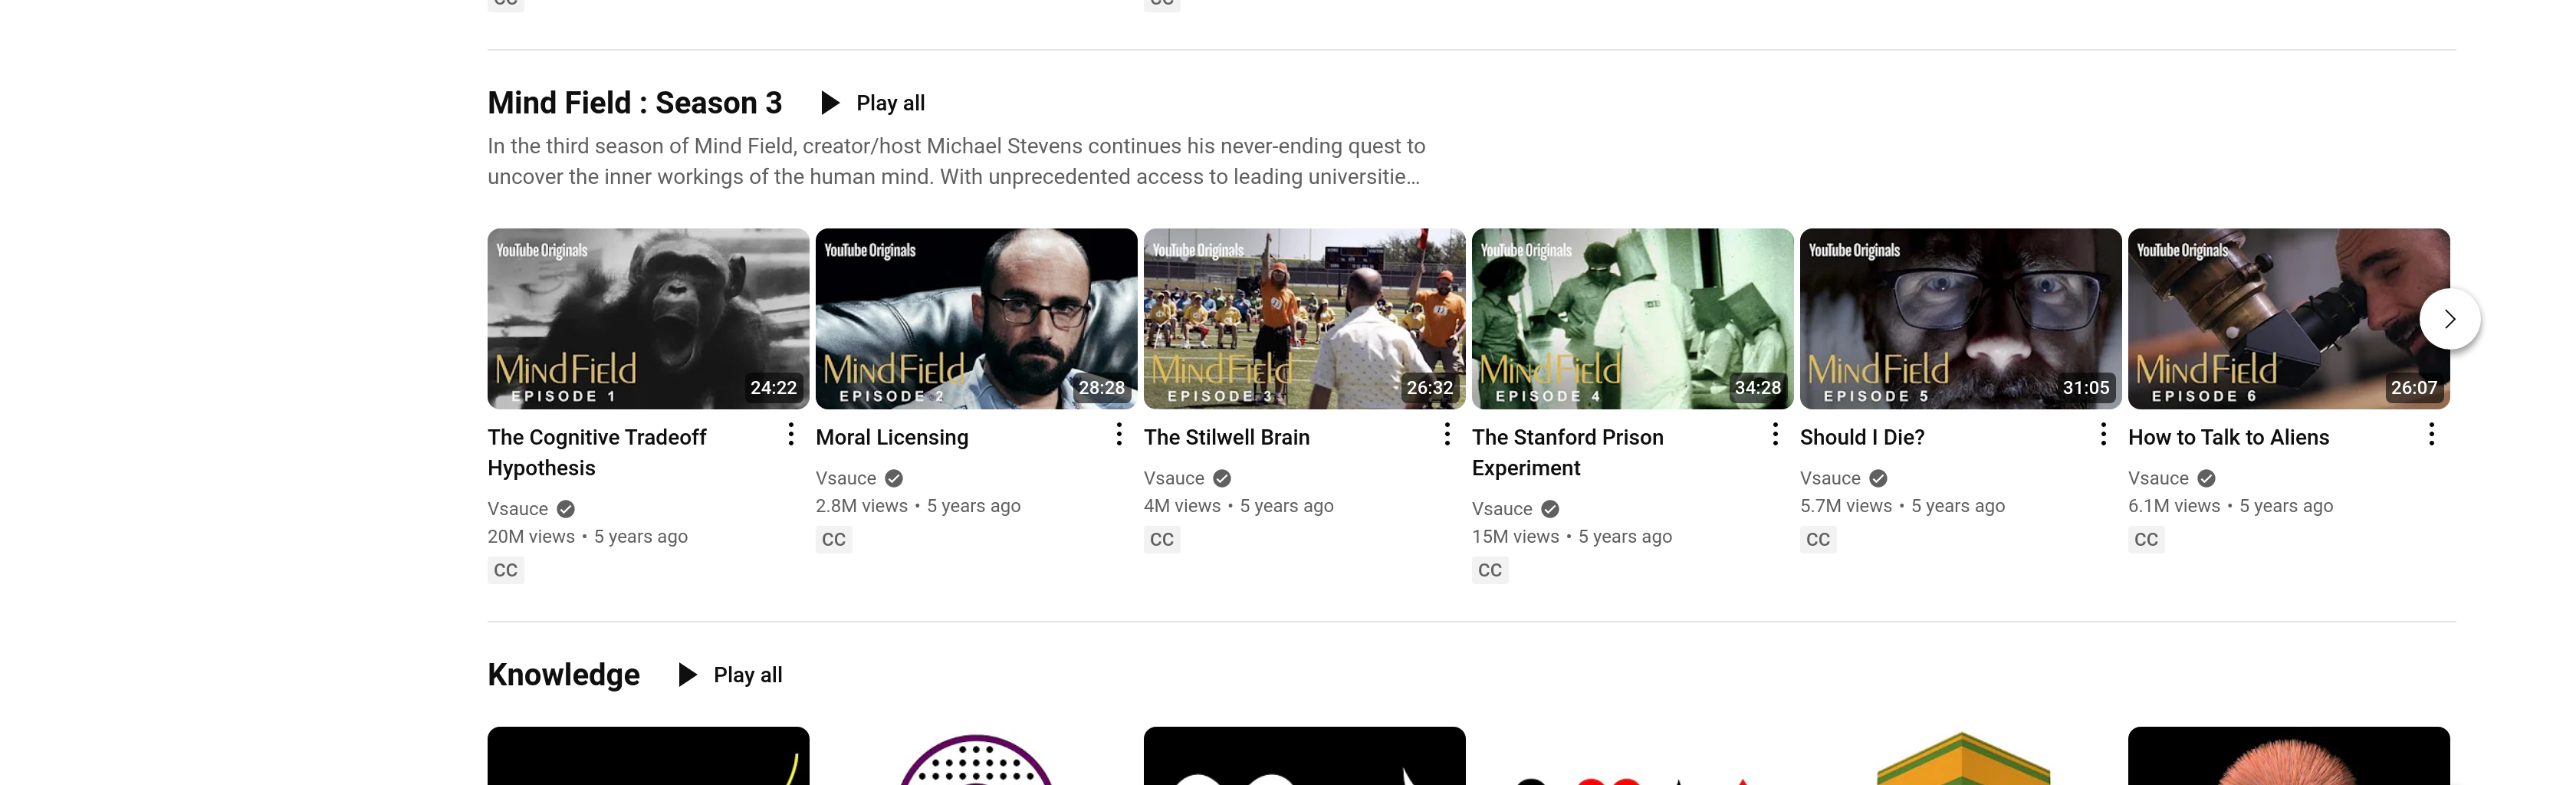 CC
CC
Mind Field : Season 3
Play all
In the third season of Mind Field, creator/host Michael Stevens continues his never-ending quest to
uncover the inner workings of the human mind. With unprecedented access to leading universitie...
YouTube Originals
MIND FIELD
EPISODE 1
24:22
The Cognitive Tradeoff
Hypothesis
Vsauce
20M views • 5 years ago
CC
YouTube Originals
MIND FIELD
EPISODE 2
28:28
Moral Licensing
Vsauce
2.8M views • 5 years ago
CC
YouTube Originals
MIND FIELD
EPISODE 3
26:32
The Stilwell Brain
Vsauce
4M views • 5 years ago
CC
YouTube Originals
MIND FIELD
EPISODE 4
34:28
The Stanford Prison
Experiment
Vsauce
15M views • 5 years ago
CC
YouTube Originals
MIND FIELD
EPISODE 5
31:05
Should I Die?
Vsauce
5.7M views • 5 years ago
CC
YouTube Originals
MIND FIELD
EPISODE 6
26:07
How to Talk to Aliens
Vsauce
6.1M views • 5 years ago
CC
Knowledge
Play all